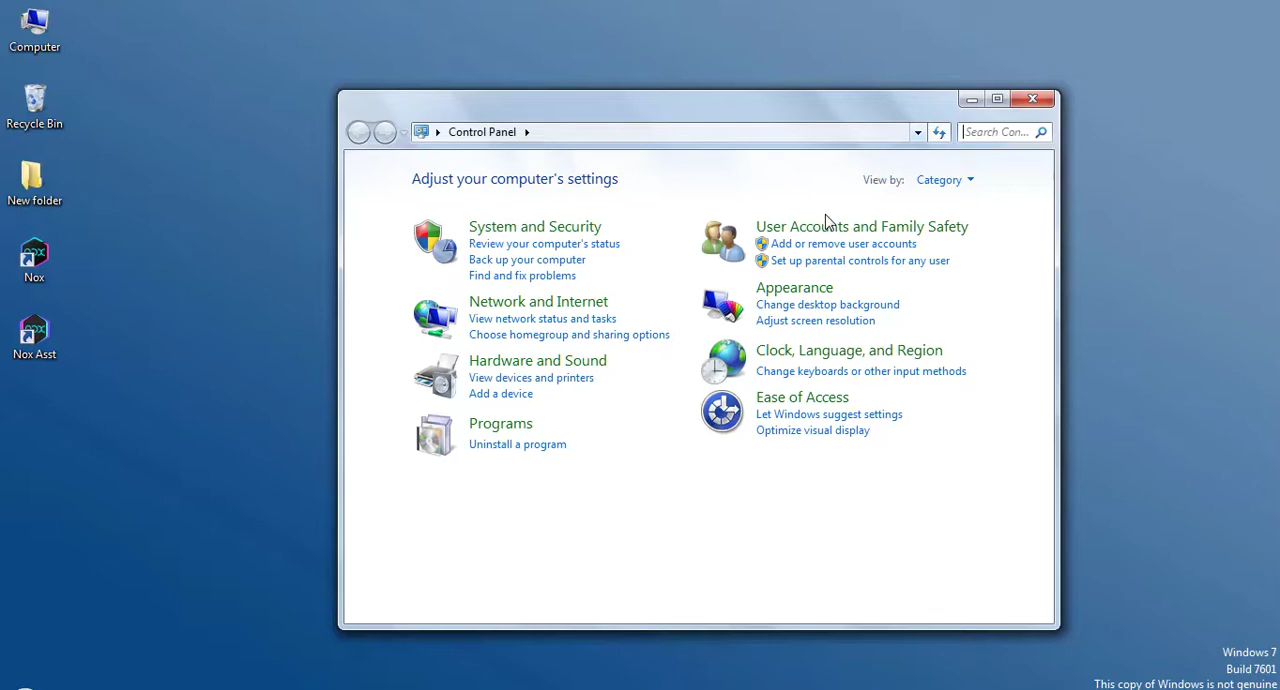 Computer
Recycle Bin
New folder
Nox
Nox Asst
Control Panel
Search Con...
Adjust your computer's settings
View by: Category
System and Security
Review your computer's status
Back up your computer
Find and fix problems
Network and Internet
View network status and tasks
Choose homegroup and sharing options
Hardware and Sound
View devices and printers
Add a device
Programs
Uninstall a program
User Accounts and Family Safety
Add or remove user accounts
Set up parental controls for any user
Appearance
Change desktop background
Adjust screen resolution
Clock, Language, and Region
Change keyboards or other input methods
Ease of Access
Let Windows suggest settings
Optimize visual display
Windows 7
Build 7601
This copy of Windows is not genuine